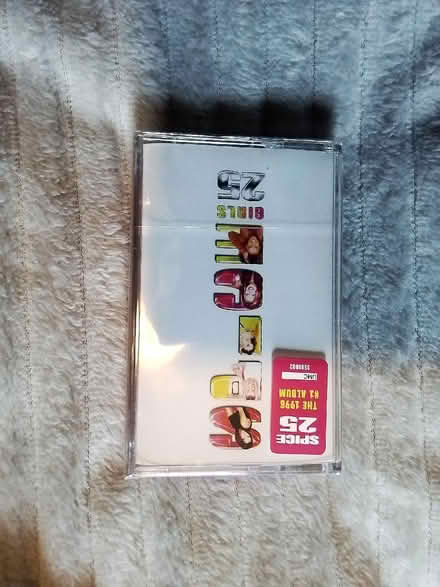 SPICE
GIRLS
25
SPICE
25
THE 1996
#1 ALBUM
UMC